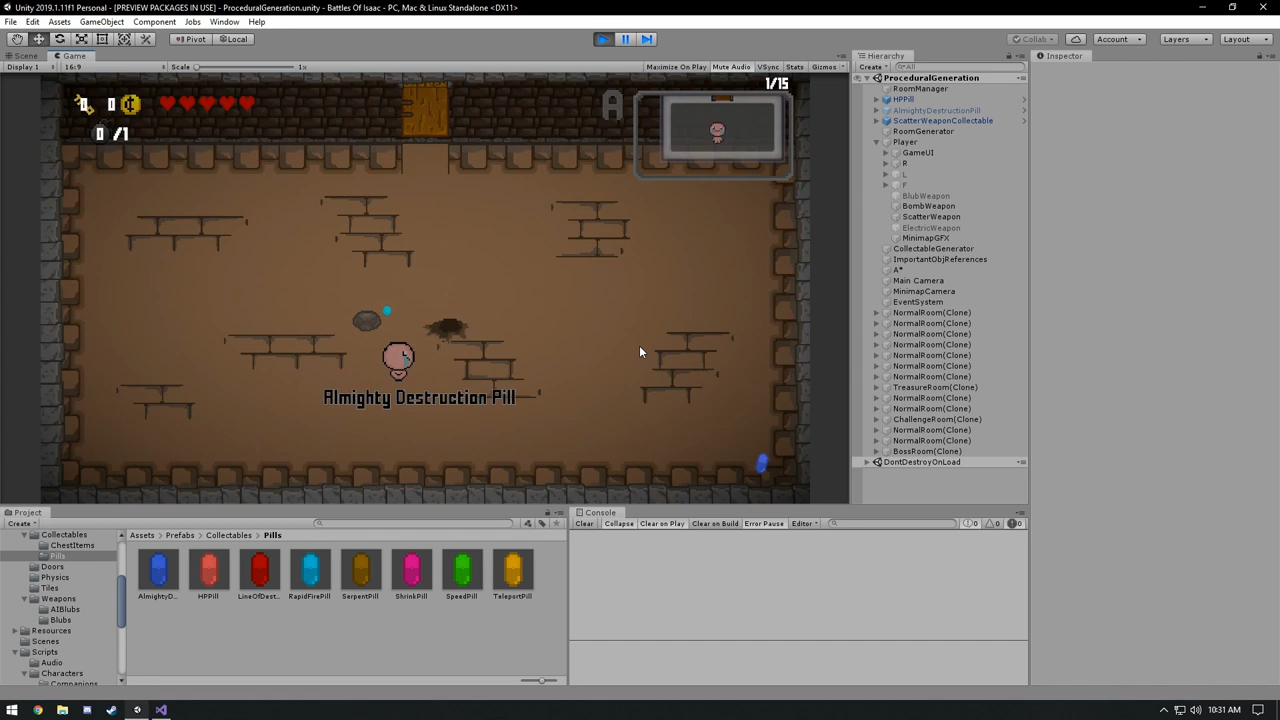 Unity 2019.1.11f1 Personal - [PREVIEW PACKAGES IN USE] - ProceduralGeneration.unity - Battles Of Isaac - PC, Mac & Linux Standalone <DX11>
File Edit Assets GameObject Component Jobs Window Help
Pivot Local
Collab Account Layers Layout
Scene Game
Display 1 16:9 Scale 1x Maximize On Play Mute Audio VSync Stats Gizmos
0 0
0 /1
A
1/15
Almighty Destruction Pill
Hierarchy
Create All
ProceduralGeneration
RoomManager
HPPill
AlmightyDestructionPill
ScatterWeaponCollectable
RoomGenerator
Player
GameUI
R
L
F
BlubWeapon
BombWeapon
ScatterWeapon
ElectricWeapon
MinimapGFX
CollectableGenerator
ImportantObjReferences
A*
Main Camera
MinimapCamera
EventSystem
NormalRoom(Clone)
NormalRoom(Clone)
NormalRoom(Clone)
NormalRoom(Clone)
NormalRoom(Clone)
NormalRoom(Clone)
NormalRoom(Clone)
TreasureRoom(Clone)
NormalRoom(Clone)
NormalRoom(Clone)
ChallengeRoom(Clone)
NormalRoom(Clone)
NormalRoom(Clone)
BossRoom(Clone)
DontDestroyOnLoad
Inspector
Project
Create
Collectables
ChestItems
Pills
Doors
Physics
Tiles
Weapons
AIBlubs
Blubs
Resources
Scenes
Scripts
Audio
Characters
Companions
Assets Prefabs Collectables Pills
AlmightyD... HPPill LineOfDest... RapidFirePill SerpentPill ShrinkPill SpeedPill TeleportPill
Console
Clear Collapse Clear on Play Clear on Build Error Pause Editor 0 0 0
10:31 AM